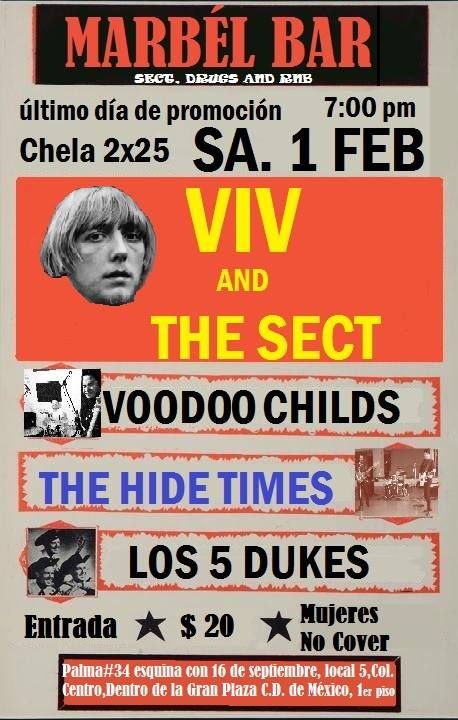 MARBÉL BAR
SECT, DRUGS AND RNB
último día de promoción 7:00 pm
Chela 2x25 SA. 1 FEB
VIV
AND
THE SECT
VOODOO CHILDS
THE HIDE TIMES
LOS 5 DUKES
Entrada ★ $ 20 ★ Mujeres
No Cover
Palma#34 esquina con 16 de septiembre, local 5,Col.
Centro,Dentro de la Gran Plaza C.D. de México, 1er piso